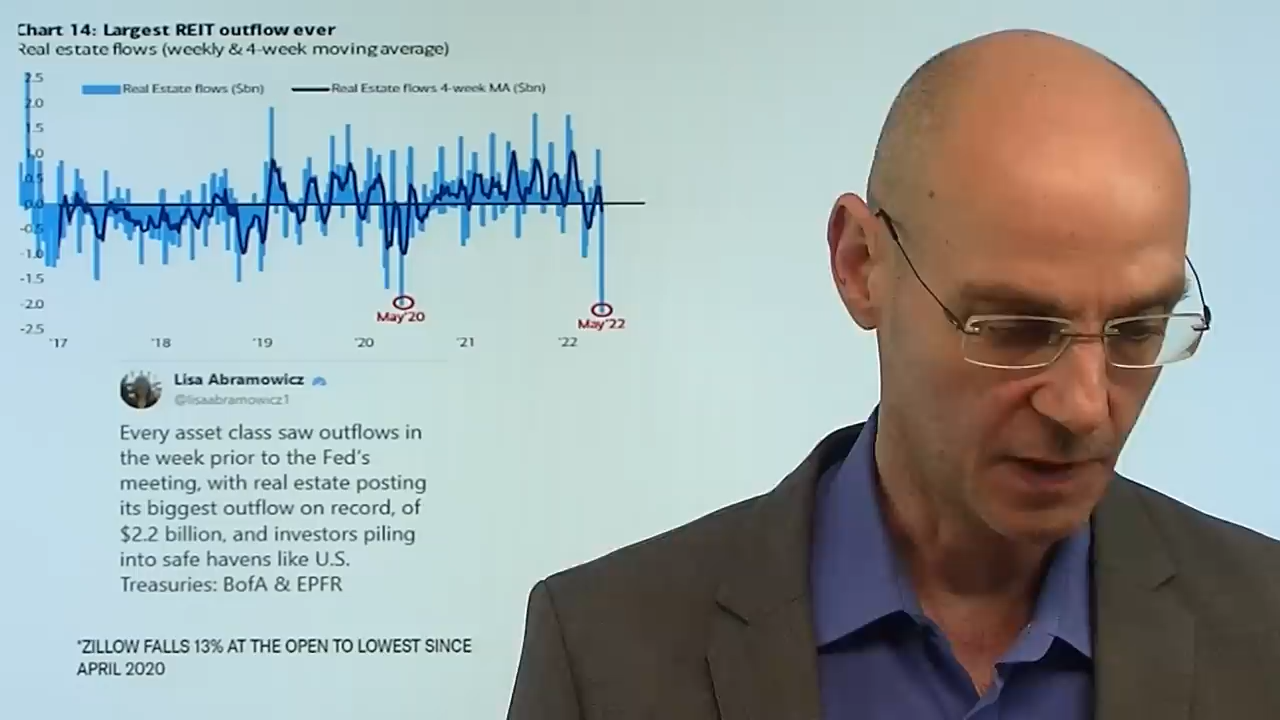 Chart 14: Largest REIT outflow ever
Real estate flows (weekly & 4-week moving average)
2.5
Real Estate flows ($bn) Real Estate flows 4-week MA ($bn)
2.0
1.5
1.0
0.5
0.0
-0.5
-1.0
-1.5
-2.0
-2.5
May'20
May'22
'17 '18 '19 '20 '21 '22
Lisa Abramowicz
@lisaabramowicz1
Every asset class saw outflows in
the week prior to the Fed's
meeting, with real estate posting
its biggest outflow on record, of
$2.2 billion, and investors piling
into safe havens like U.S.
Treasuries: BofA & EPFR
*ZILLOW FALLS 13% AT THE OPEN TO LOWEST SINCE
APRIL 2020